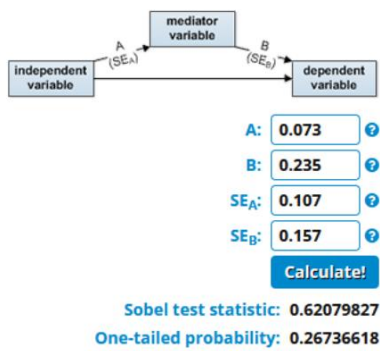 mediator
variable
A
(SEA)
B
(SEB)
independent
variable
dependent
variable
A: 0.073 ?
B: 0.235 ?
SEA: 0.107 ?
SEB: 0.157 ?
Calculate!
Sobel test statistic: 0.62079827
One-tailed probability: 0.26736618